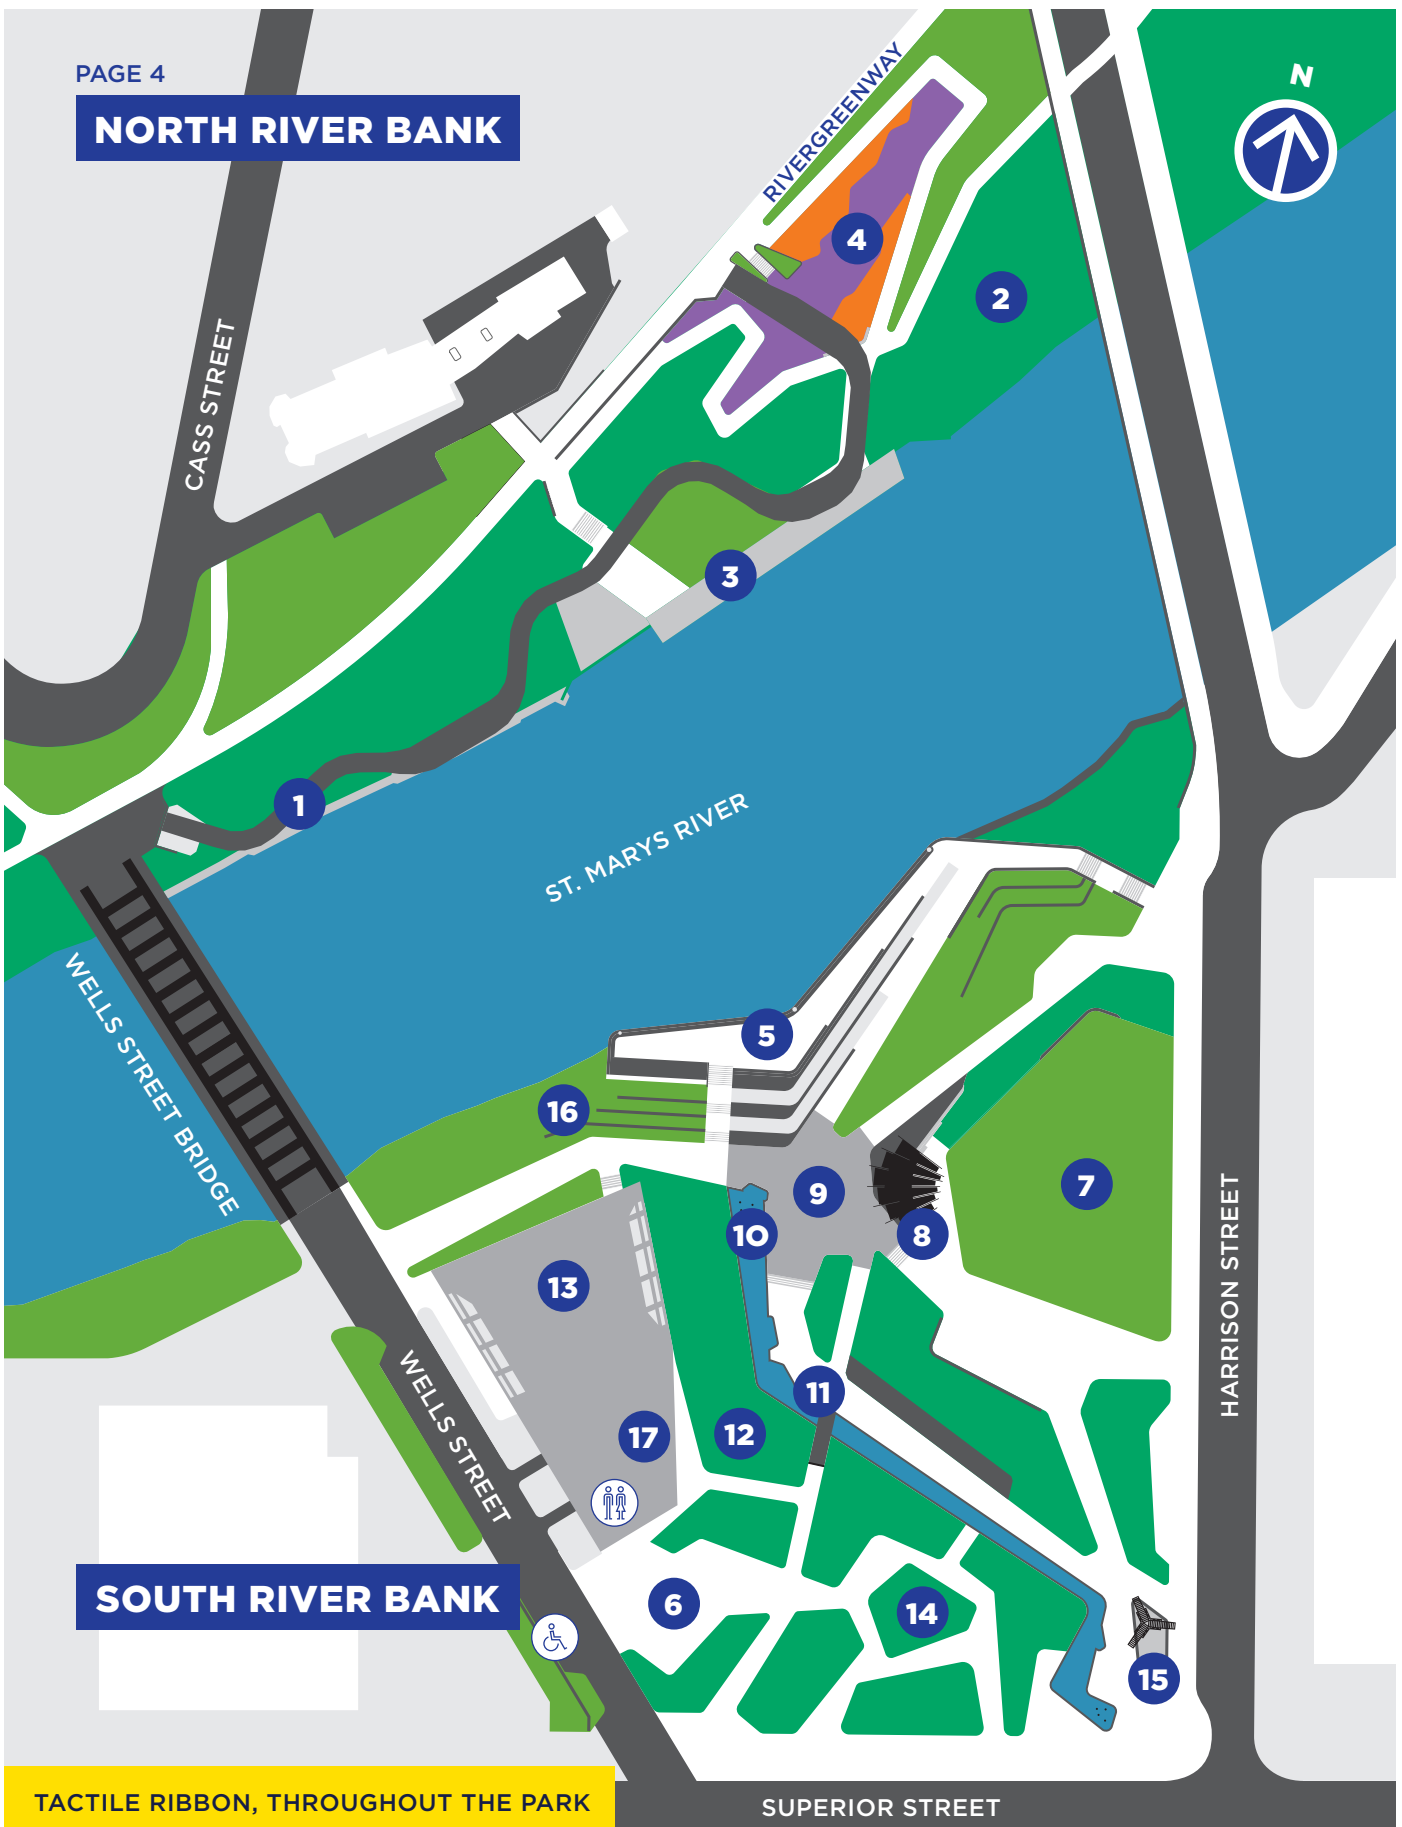 PAGE 4
NORTH RIVER BANK
N
RIVERGREENWAY
4
2
CASS STREET
3
1
ST. MARYS RIVER
WELLS STREET BRIDGE
5
16
9
7
10
8
13
HARRISON STREET
11
WELLS STREET
17
12
SOUTH RIVER BANK
6
14
15
TACTILE RIBBON, THROUGHOUT THE PARK
SUPERIOR STREET